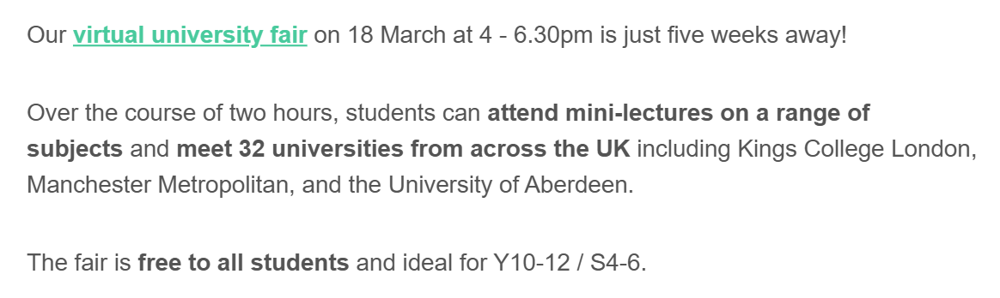 Our virtual university fair on 18 March at 4 - 6.30pm is just five weeks away!
Over the course of two hours, students can attend mini-lectures on a range of
subjects and meet 32 universities from across the UK including Kings College London,
Manchester Metropolitan, and the University of Aberdeen.
The fair is free to all students and ideal for Y10-12 / S4-6.